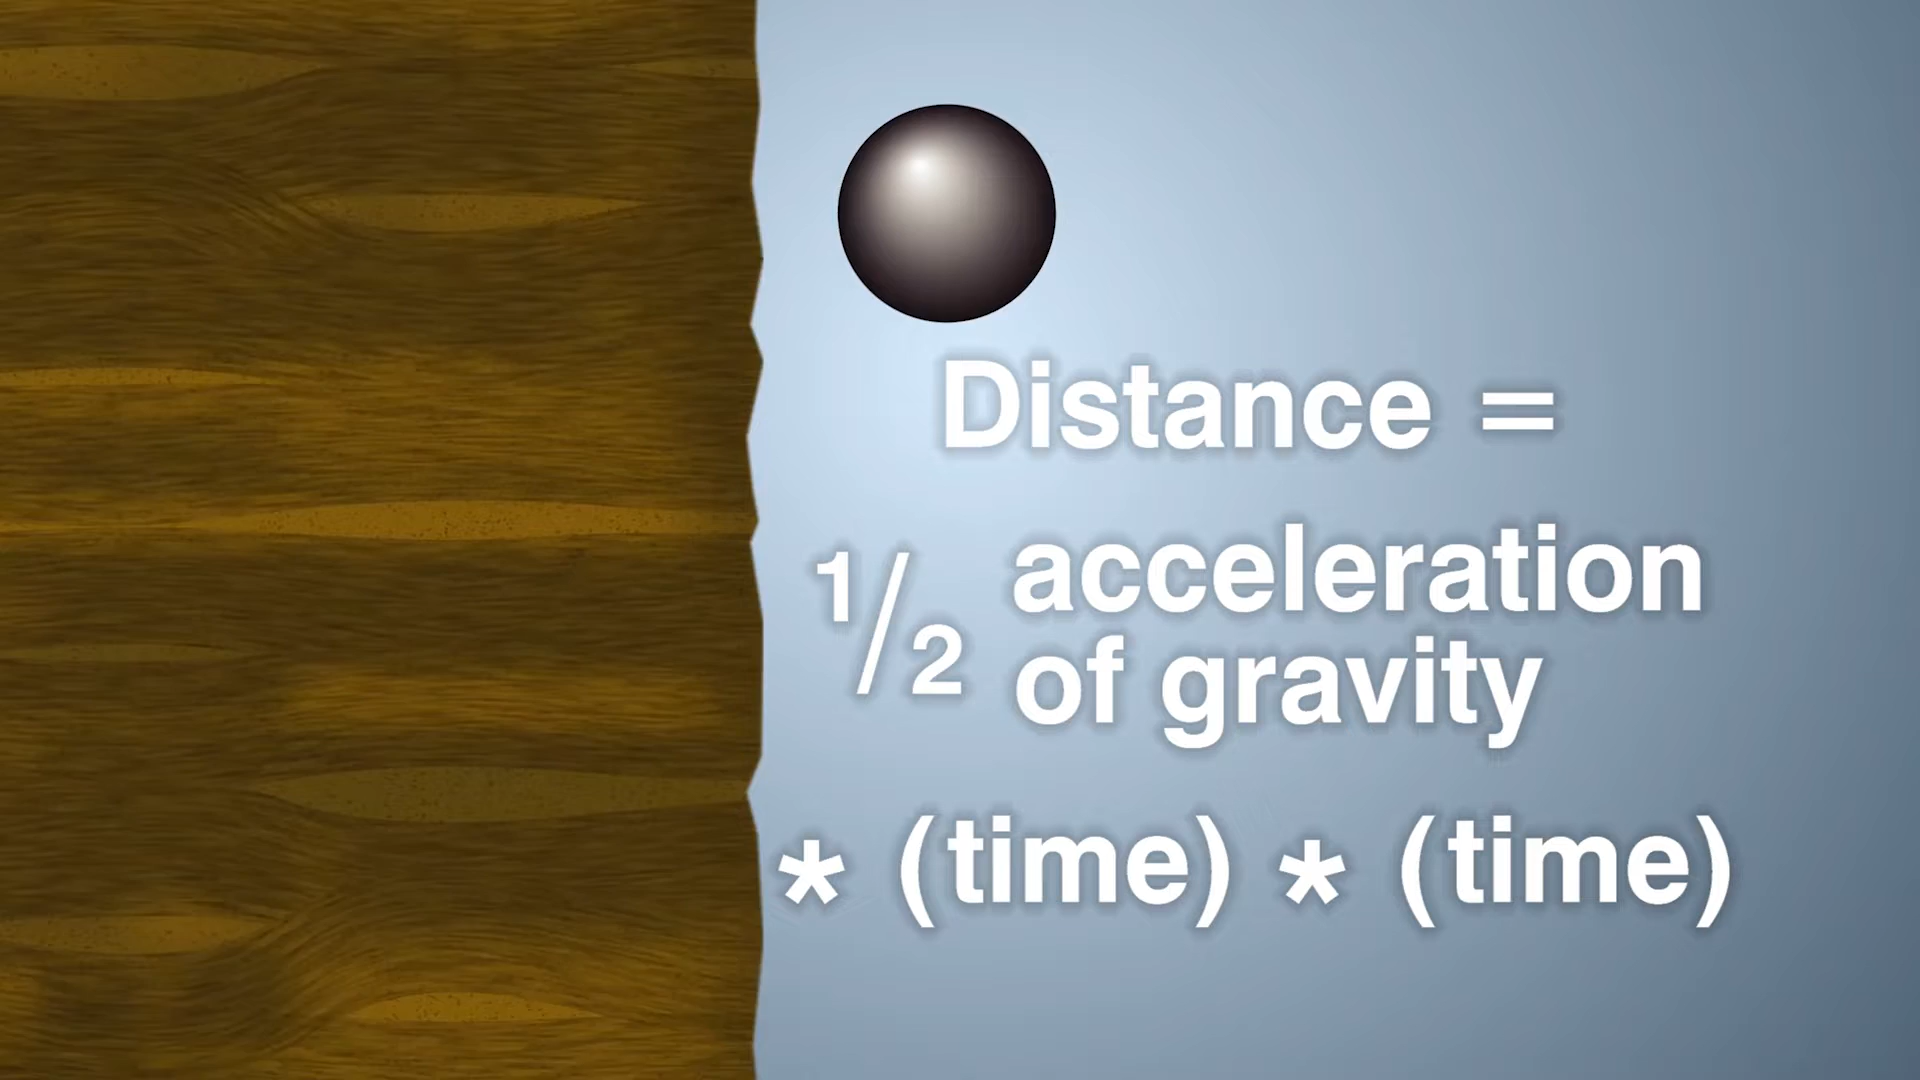 Distance =
1/2 acceleration
of gravity
* (time) * (time)